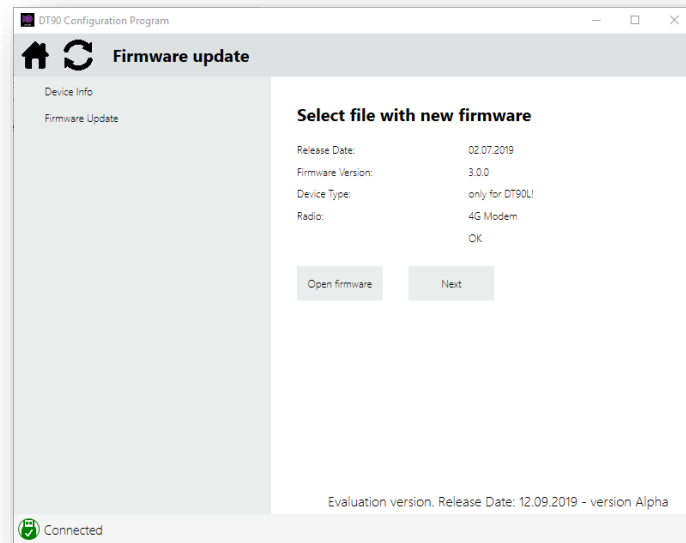 DT90 Configuration Program
Firmware update
Device Info
Firmware Update
Select file with new firmware
Release Date: 02.07.2019
Firmware Version: 3.0.0
Device Type: only for DT90L!
Radio: 4G Modem
OK
Open firmware Next
Evaluation version. Release Date: 12.09.2019 - version Alpha
Connected